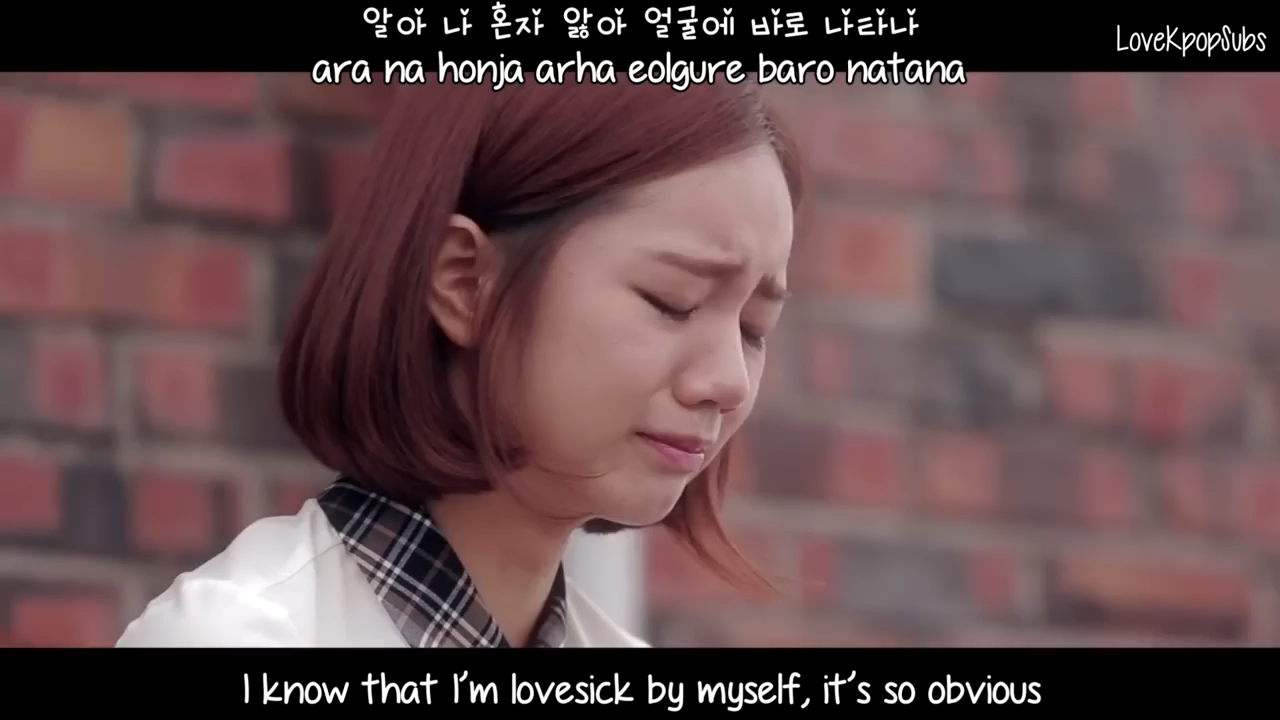 알아 나 혼자 앓아 얼굴에 바로 나타나
LoveKpopSubs
ara na honja arha eolgure baro natana
I know that I'm lovesick by myself, it's so obvious